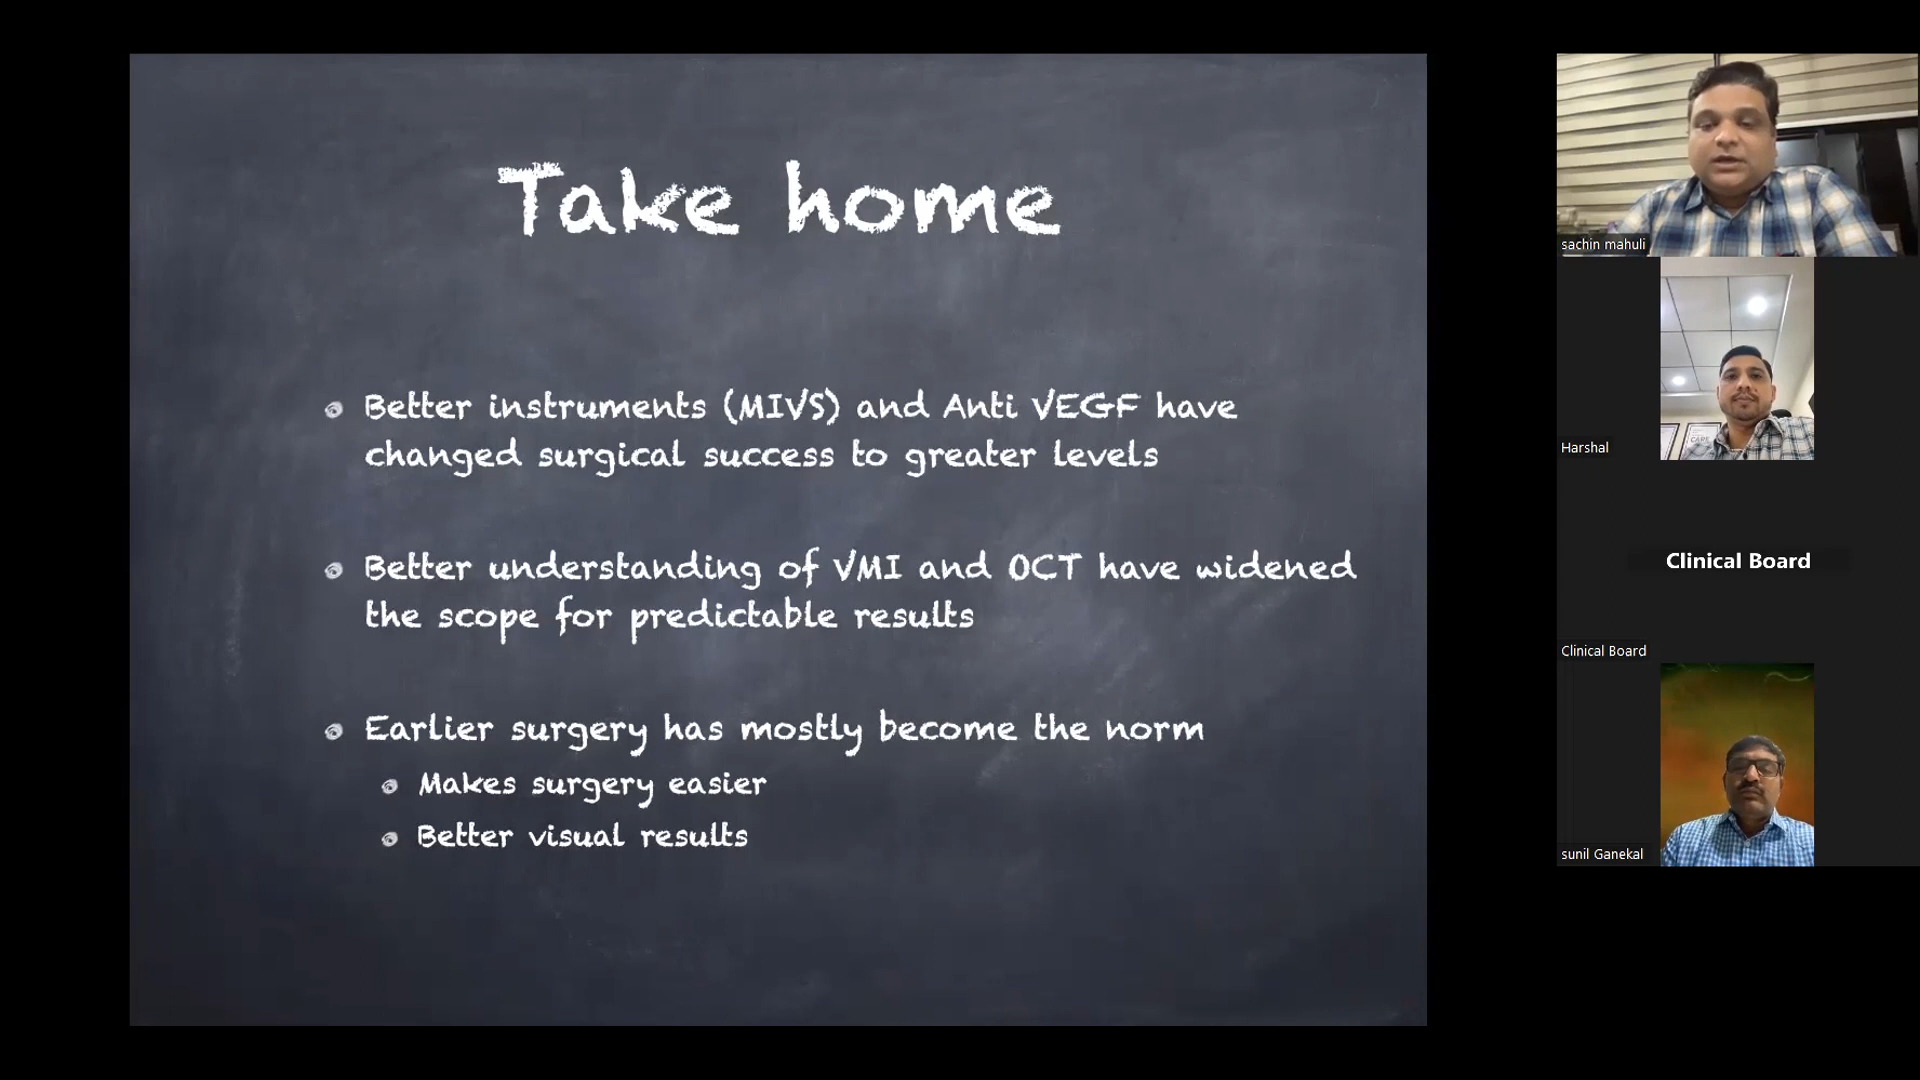 Take home
Better instruments (MIVS) and Anti VEGF have
changed surgical success to greater levels
Better understanding of VMI and OCT have widened
the scope for predictable results
Earlier surgery has mostly become the norm
Makes surgery easier
Better visual results
sachin mahuli
Harshal
Clinical Board
Clinical Board
sunil Ganekal